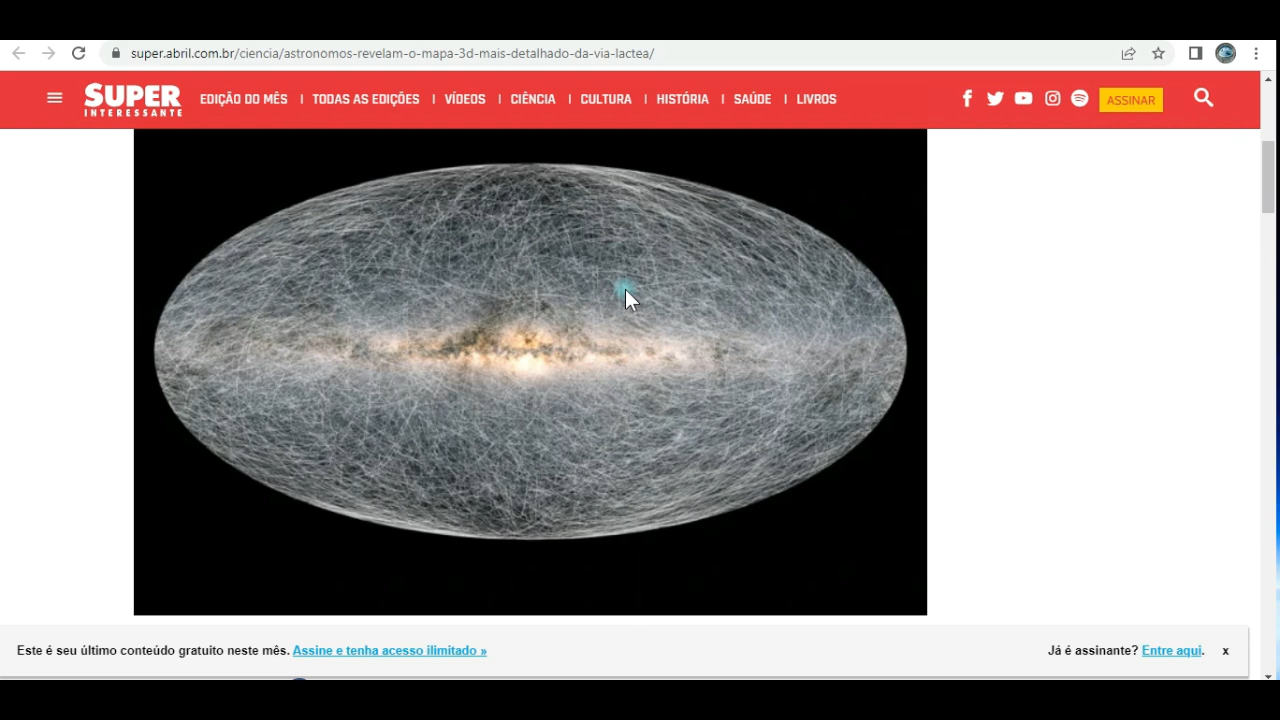 super.abril.com.br/ciencia/astronomos-revelam-o-mapa-3d-mais-detalhado-da-via-lactea/
SUPER
INTERESSANTE
EDIÇÃO DO MÊS | TODAS AS EDIÇÕES | VÍDEOS | CIÊNCIA | CULTURA | HISTÓRIA | SAÚDE | LIVROS
ASSINAR
Este é seu último conteúdo gratuito neste mês. Assine e tenha acesso ilimitado »
Já é assinante? Entre aqui. x